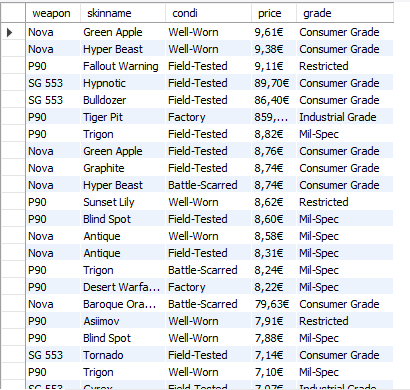 weapon skinname condi price grade
Nova Green Apple Well-Worn 9,61€ Consumer Grade
Nova Hyper Beast Well-Worn 9,38€ Consumer Grade
P90 Fallout Warning Field-Tested 9,11€ Restricted
SG 553 Hypnotic Field-Tested 89,70€ Consumer Grade
SG 553 Bulldozer Field-Tested 86,40€ Consumer Grade
P90 Tiger Pit Factory 859,... Industrial Grade
P90 Trigon Field-Tested 8,82€ Mil-Spec
Nova Green Apple Field-Tested 8,76€ Consumer Grade
Nova Graphite Field-Tested 8,74€ Consumer Grade
Nova Hyper Beast Battle-Scarred 8,74€ Consumer Grade
P90 Sunset Lily Well-Worn 8,62€ Restricted
P90 Blind Spot Field-Tested 8,60€ Mil-Spec
Nova Antique Well-Worn 8,58€ Mil-Spec
Nova Antique Field-Tested 8,31€ Mil-Spec
P90 Trigon Battle-Scarred 8,24€ Mil-Spec
P90 Desert Warfa... Factory 8,22€ Mil-Spec
Nova Baroque Ora... Battle-Scarred 79,63€ Consumer Grade
P90 Asiimov Well-Worn 7,91€ Restricted
P90 Blind Spot Well-Worn 7,88€ Mil-Spec
SG 553 Tornado Field-Tested 7,14€ Consumer Grade
P90 Trigon Well-Worn 7,10€ Mil-Spec
SG 553 Cyrex Field-Tested 7,07€ Industrial Grade